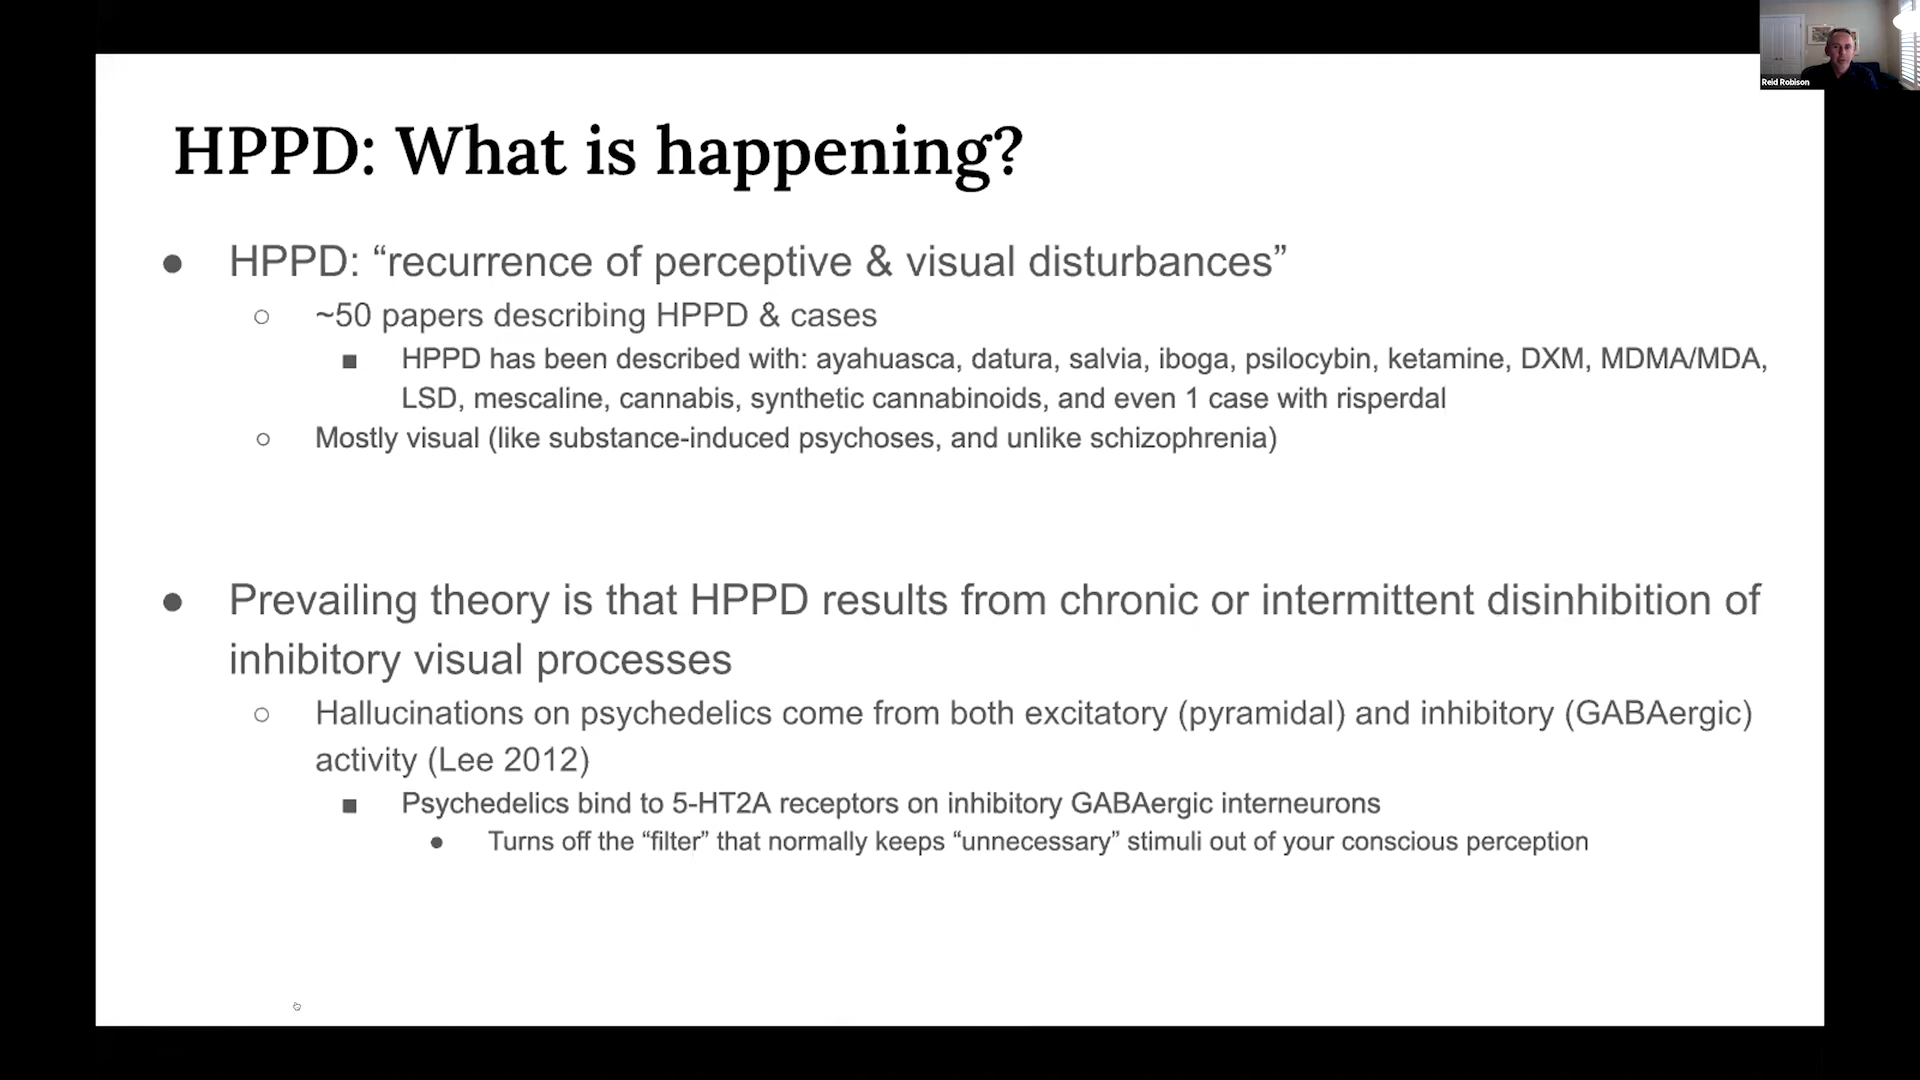 Reid Robison
HPPD: What is happening?
● HPPD: “recurrence of perceptive & visual disturbances”
○ ~50 papers describing HPPD & cases
■ HPPD has been described with: ayahuasca, datura, salvia, iboga, psilocybin, ketamine, DXM, MDMA/MDA,
LSD, mescaline, cannabis, synthetic cannabinoids, and even 1 case with risperdal
○ Mostly visual (like substance-induced psychoses, and unlike schizophrenia)
● Prevailing theory is that HPPD results from chronic or intermittent disinhibition of
inhibitory visual processes
○ Hallucinations on psychedelics come from both excitatory (pyramidal) and inhibitory (GABAergic)
activity (Lee 2012)
■ Psychedelics bind to 5-HT2A receptors on inhibitory GABAergic interneurons
● Turns off the “filter” that normally keeps “unnecessary” stimuli out of your conscious perception